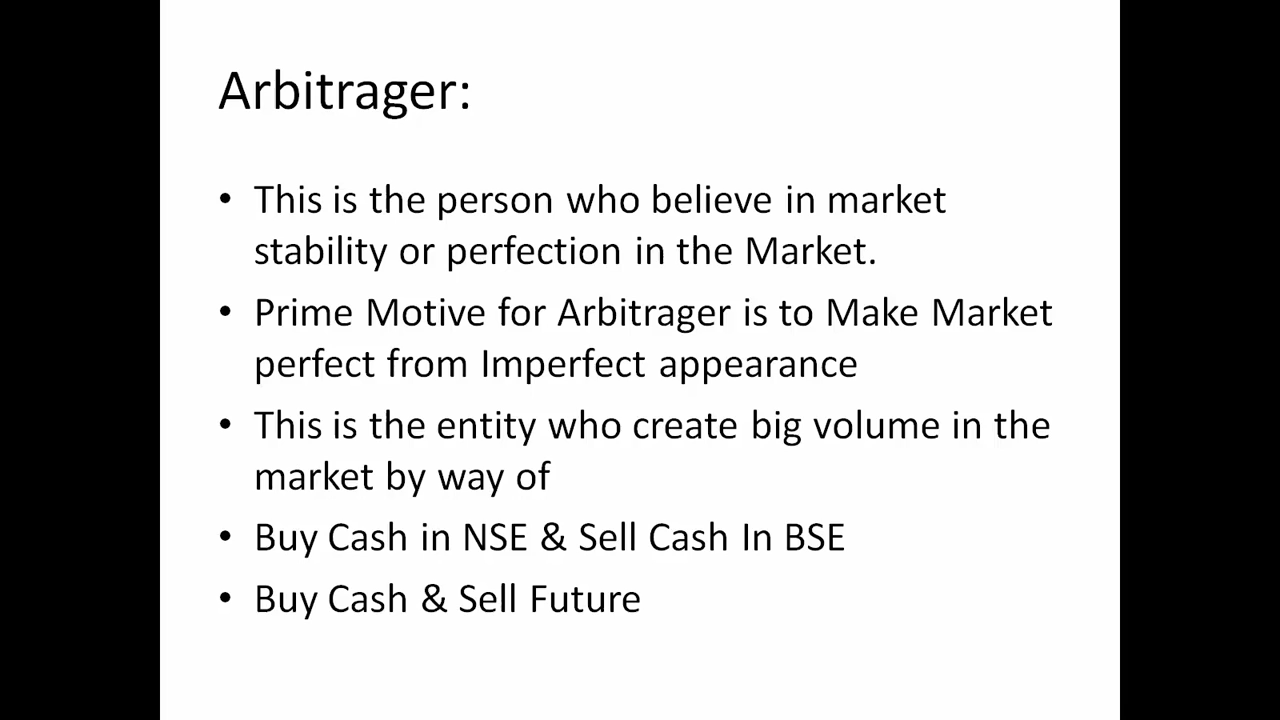 Arbitrager:
• This is the person who believe in market
stability or perfection in the Market.
• Prime Motive for Arbitrager is to Make Market
perfect from Imperfect appearance
• This is the entity who create big volume in the
market by way of
• Buy Cash in NSE & Sell Cash In BSE
• Buy Cash & Sell Future